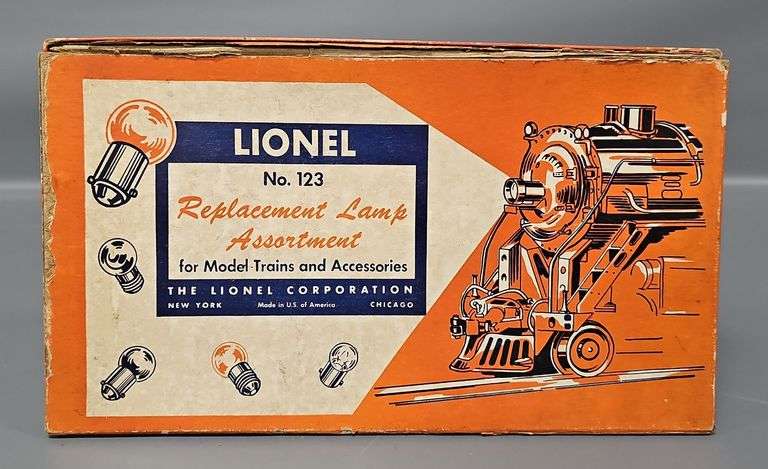 LIONEL
No. 123
Replacement Lamp
Assortment
for Model Trains and Accessories
THE LIONEL CORPORATION
NEW YORK Made in U.S. of America CHICAGO